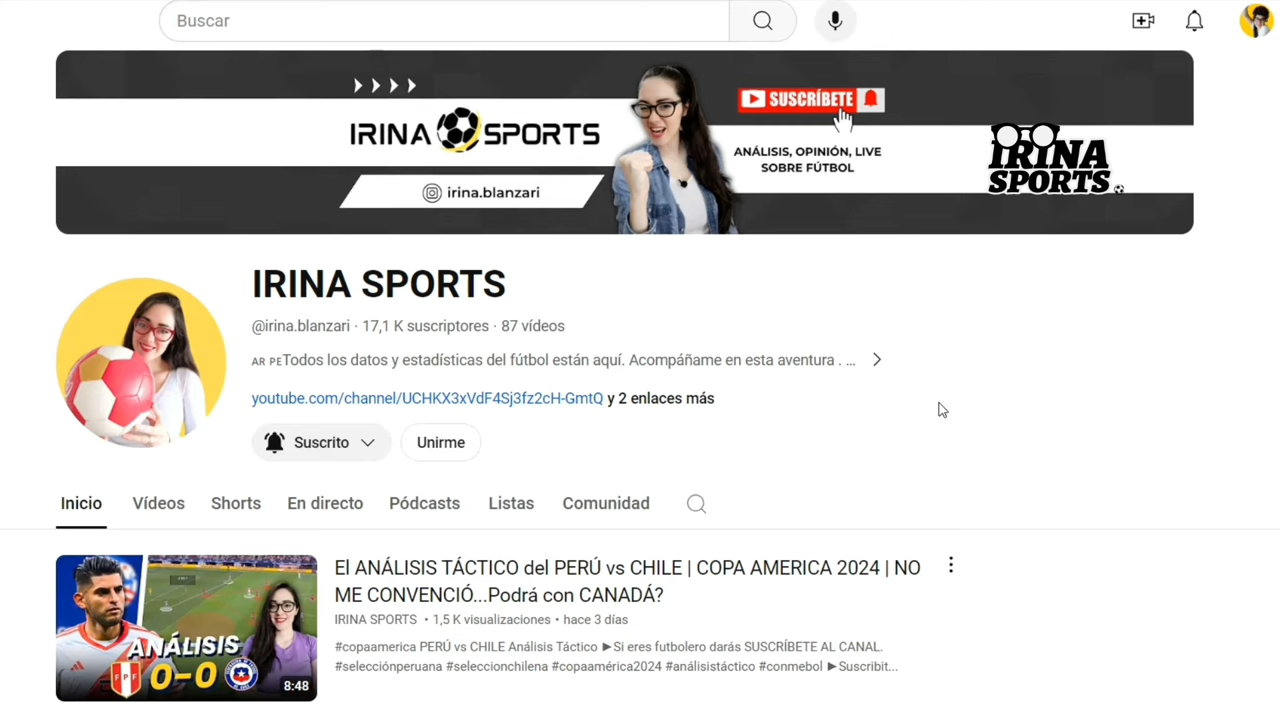 Buscar
IRINA SPORTS
irina.blanzari
SUSCRÍBETE
ANÁLISIS, OPINIÓN, LIVE
SOBRE FÚTBOL
IRINA
SPORTS
IRINA SPORTS
@irina.blanzari · 17,1 K suscriptores · 87 vídeos
AR PETodos los datos y estadísticas del fútbol están aquí. Acompáñame en esta aventura . ...
youtube.com/channel/UCHKX3xVdF4Sj3fz2cH-GmtQ y 2 enlaces más
Suscrito
Unirme
Inicio Vídeos Shorts En directo Pódcasts Listas Comunidad
ANÁLISIS
0-0
FPF
8:48
El ANÁLISIS TÁCTICO del PERÚ vs CHILE | COPA AMERICA 2024 | NO
ME CONVENCIÓ...Podrá con CANADÁ?
IRINA SPORTS • 1,5 K visualizaciones • hace 3 días
#copaamerica PERÚ vs CHILE Análisis Táctico ►Si eres futbolero darás SUSCRÍBETE AL CANAL.
#selecciónperuana #seleccionchilena #copaamérica2024 #análisistáctico #conmebol ►Suscribit...